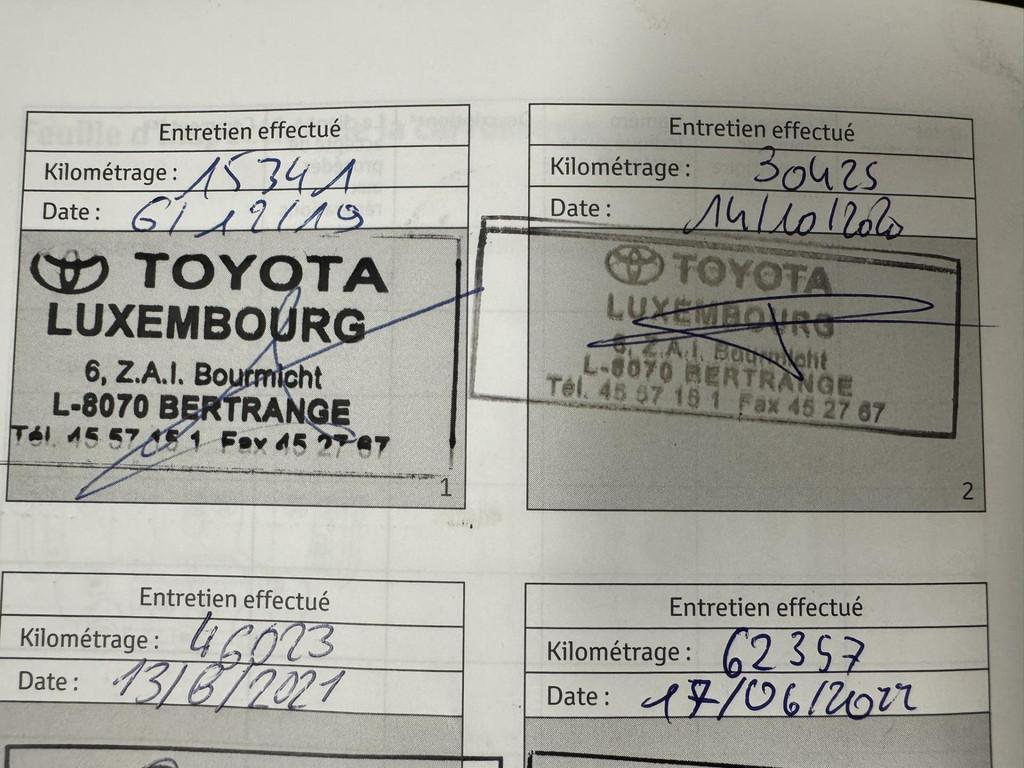 Entretien effectué
Kilométrage : 15341
Date : 6/12/19
TOYOTA
LUXEMBOURG
6, Z.A.I. Bourmicht
L-8070 BERTRANGE
Tél. 45 57 15 1 Fax 45 27 67
1
Entretien effectué
Kilométrage : 30425
Date : 14/10/2020
TOYOTA
LUXEMBOURG
6, Z.A.I. Bourmicht
L-8070 BERTRANGE
Tél. 45 57 15 1 Fax 45 27 67
2
Entretien effectué
Kilométrage : 46023
Date : 13/8/2021
Entretien effectué
Kilométrage : 62357
Date : 17/06/2022